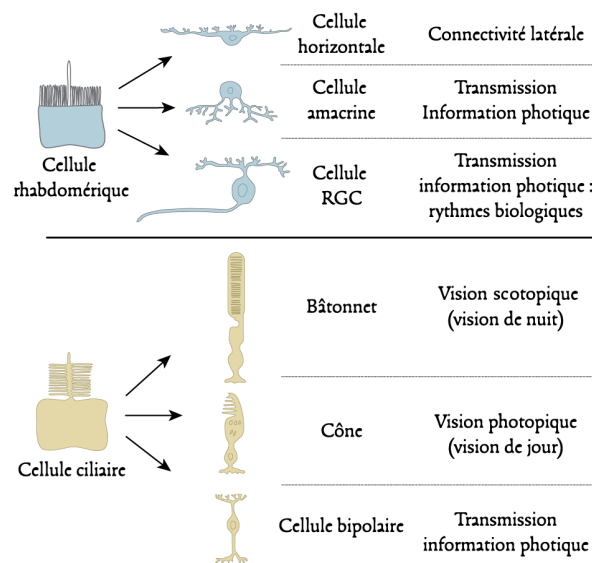 Cellule
horizontale
Connectivité latérale
Cellule
amacrine
Transmission
Information photique
Cellule
rhabdomérique
Cellule
RGC
Transmission
information photique :
rythmes biologiques
Bâtonnet
Vision scotopique
(vision de nuit)
Cellule ciliaire
Cône
Vision photopique
(vision de jour)
Cellule bipolaire
Transmission
information photique